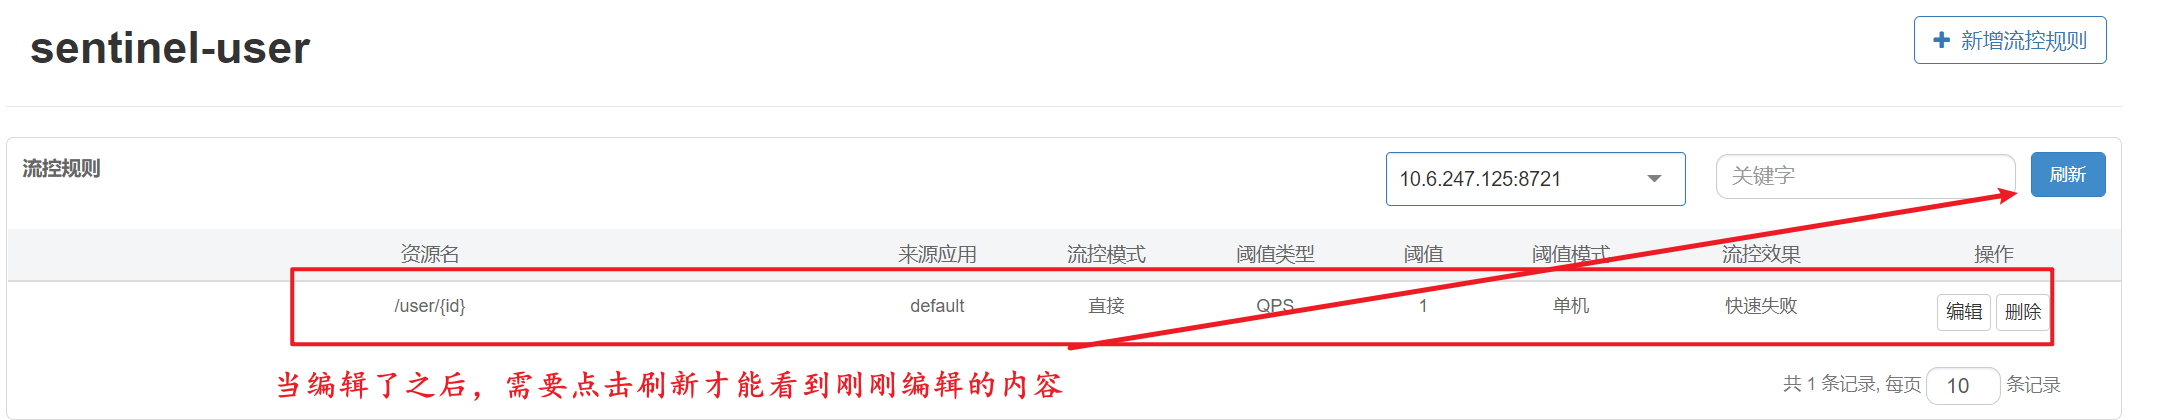 sentinel-user
新增流控规则
流控规则
10.6.247.125:8721
关键字
刷新
资源名 来源应用 流控模式 阈值类型 阈值 阈值模式 流控效果 操作
/user/{id} default 直接 QPS 1 单机 快速失败 编辑 删除
当编辑了之后，需要点击刷新才能看到刚刚编辑的内容
共 1 条记录, 每页 10 条记录